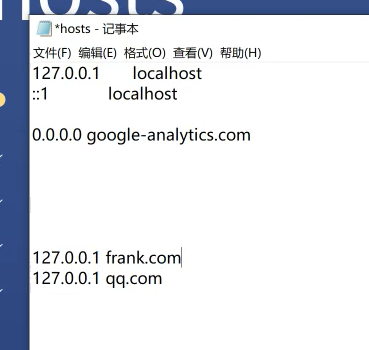 hosts
*hosts - 记事本
文件(F) 编辑(E) 格式(O) 查看(V) 帮助(H)
127.0.0.1 localhost
::1 localhost
0.0.0.0 google-analytics.com
127.0.0.1 frank.com
127.0.0.1 qq.com